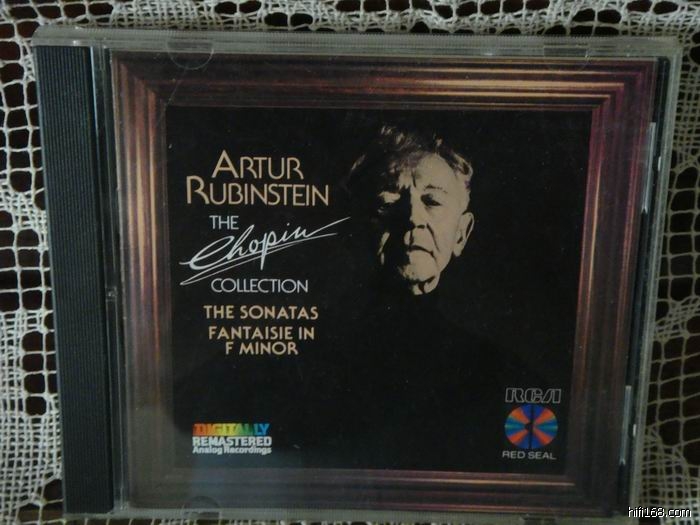 ARTUR
RUBINSTEIN
THE
Chopin
COLLECTION
THE SONATAS
FANTAISIE IN
F MINOR
DIGITALLY
REMASTERED
Analog Recordings
RCA
RED SEAL
hifi168.com